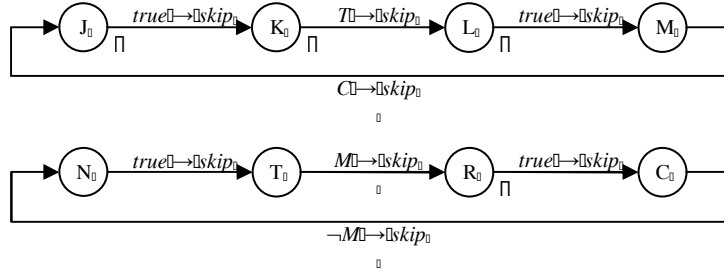 J▯ true▯→▯skip▯ K▯ T▯→▯skip▯ L▯ true▯→▯skip▯ M▯
∏ ∏ ∏
C▯→▯skip▯
▯
N▯ true▯→▯skip▯ T▯ M▯→▯skip▯ R▯ true▯→▯skip▯ C▯
▯ ∏
¬M▯→▯skip▯
▯